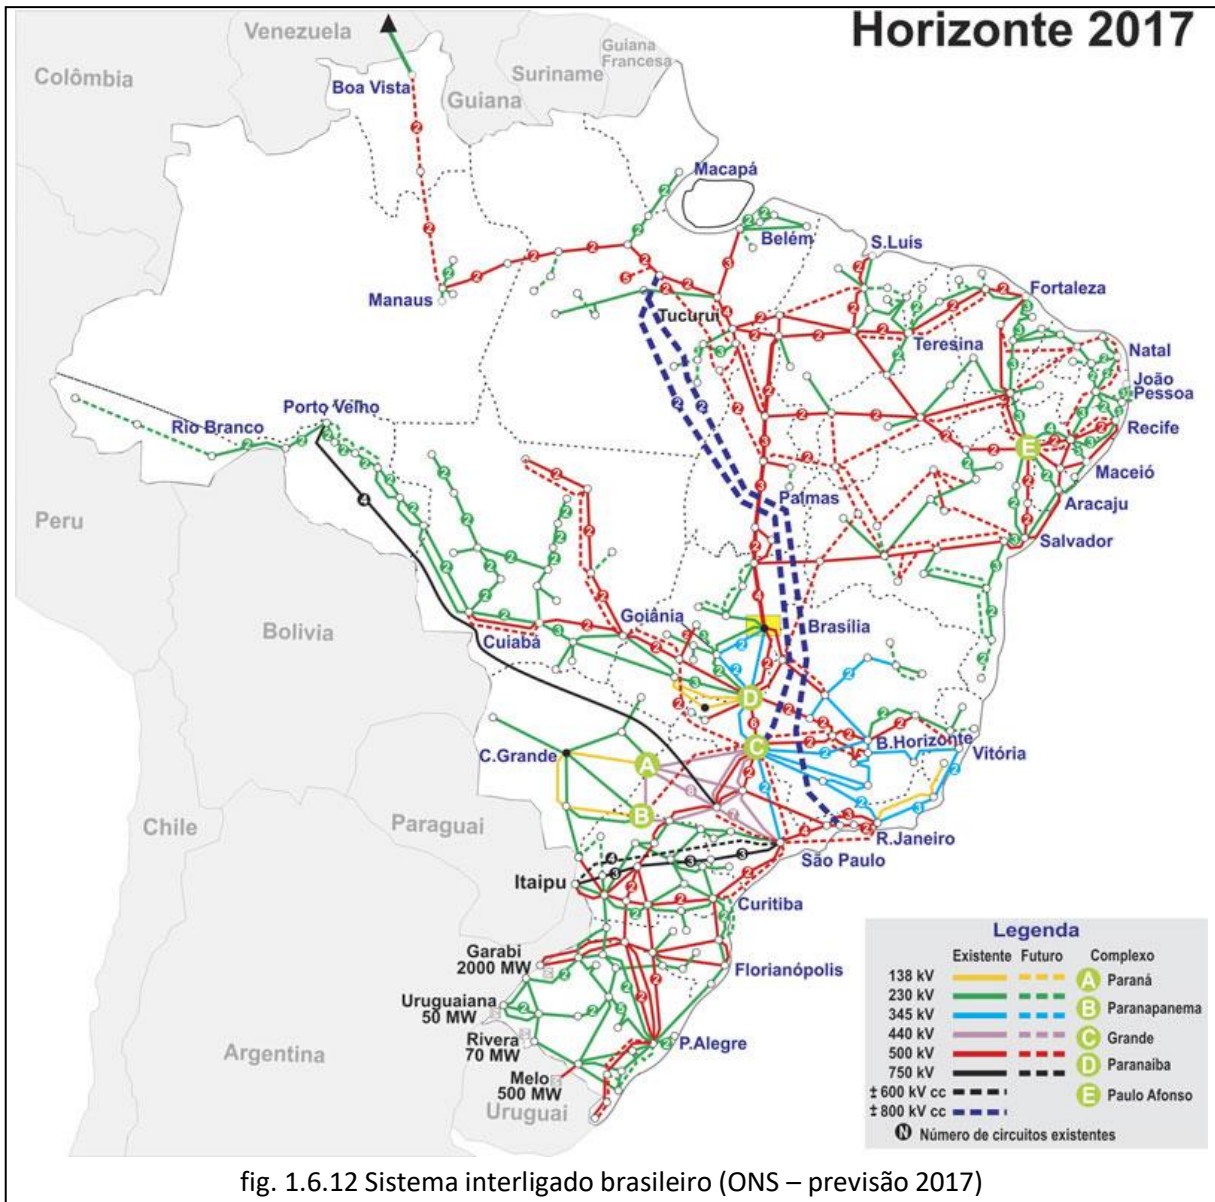 Horizonte 2017
Venezuela
Guiana
Francesa
Colômbia
Suriname
Boa Vista
Guiana
Macapá
Belém
S.Luís
Manaus
Fortaleza
Tucuruí
Teresina
Natal
João
Pessoa
Porto Velho
Rio Branco
Recife
E
Maceió
Palmas
Aracaju
Peru
Salvador
Goiânia
Brasília
Bolivia
Cuiabá
D
C
B.Horizonte
Vitória
C.Grande
A
B
Chile
Paraguai
R.Janeiro
São Paulo
Itaipu
Curitiba
Garabi
2000 MW
Florianópolis
Uruguaiana
50 MW
Rivera
70 MW
P.Alegre
Argentina
Melo
500 MW
Uruguai
Legenda
Existente Futuro Complexo
138 kV A Paraná
230 kV
345 kV B Paranapanema
440 kV C Grande
500 kV D Paranaiba
750 kV
± 600 kV cc E Paulo Afonso
± 800 kV cc
N Número de circuitos existentes
fig. 1.6.12 Sistema interligado brasileiro (ONS – previsão 2017)